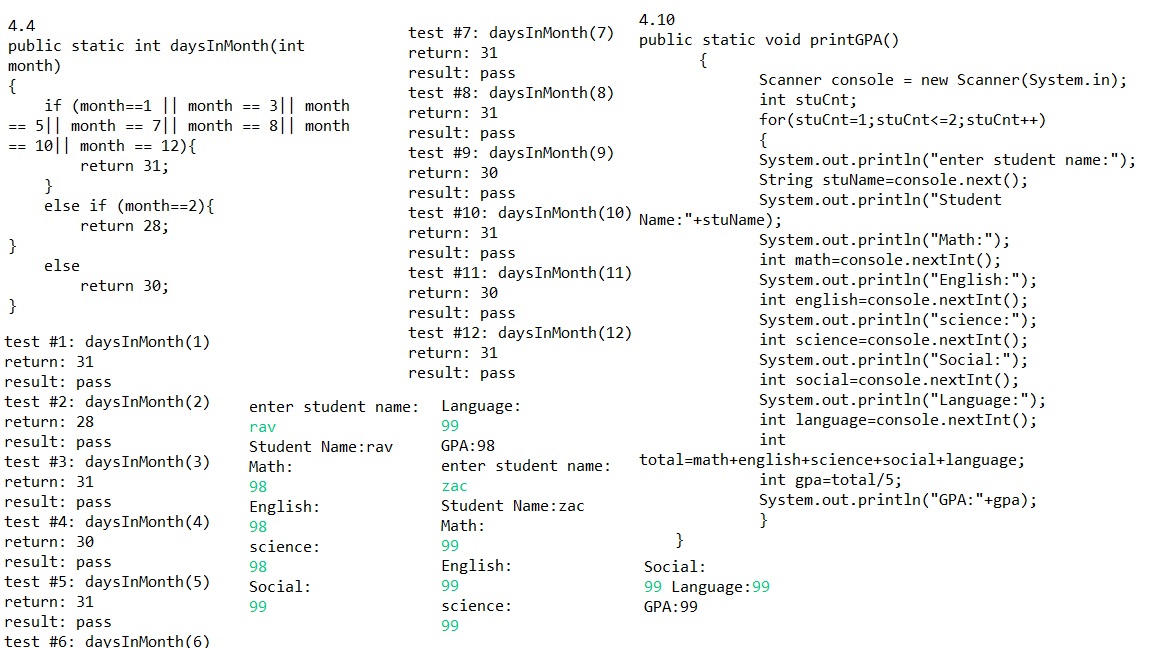 4.4
public static int daysInMonth(int
month)
{
    if (month==1 || month == 3|| month
== 5|| month == 7|| month == 8|| month
== 10|| month == 12){
        return 31;
    }
    else if (month==2){
        return 28;
}
    else
        return 30;
}
test #1: daysInMonth(1)
return: 31
result: pass
test #2: daysInMonth(2)
return: 28
result: pass
test #3: daysInMonth(3)
return: 31
result: pass
test #4: daysInMonth(4)
return: 30
result: pass
test #5: daysInMonth(5)
return: 31
result: pass
test #6: daysInMonth(6)
test #7: daysInMonth(7)
return: 31
result: pass
test #8: daysInMonth(8)
return: 31
result: pass
test #9: daysInMonth(9)
return: 30
result: pass
test #10: daysInMonth(10)
return: 31
result: pass
test #11: daysInMonth(11)
return: 30
result: pass
test #12: daysInMonth(12)
return: 31
result: pass
4.10
public static void printGPA()
{
Scanner console = new Scanner(System.in);
int stuCnt;
for(stuCnt=1;stuCnt<=2;stuCnt++)
{
System.out.println("enter student name:");
String stuName=console.next();
System.out.println("Student
Name:"+stuName);
System.out.println("Math:");
int math=console.nextInt();
System.out.println("English:");
int english=console.nextInt();
System.out.println("science:");
int science=console.nextInt();
System.out.println("Social:");
int social=console.nextInt();
System.out.println("Language:");
int language=console.nextInt();
int
total=math+english+science+social+language;
int gpa=total/5;
System.out.println("GPA:"+gpa);
}
}
enter student name:
rav
Student Name:rav
Math:
98
English:
98
science:
98
Social:
99
Language:
99
GPA:98
enter student name:
zac
Student Name:zac
Math:
99
English:
99
science:
99
Social:
99 Language:99
GPA:99